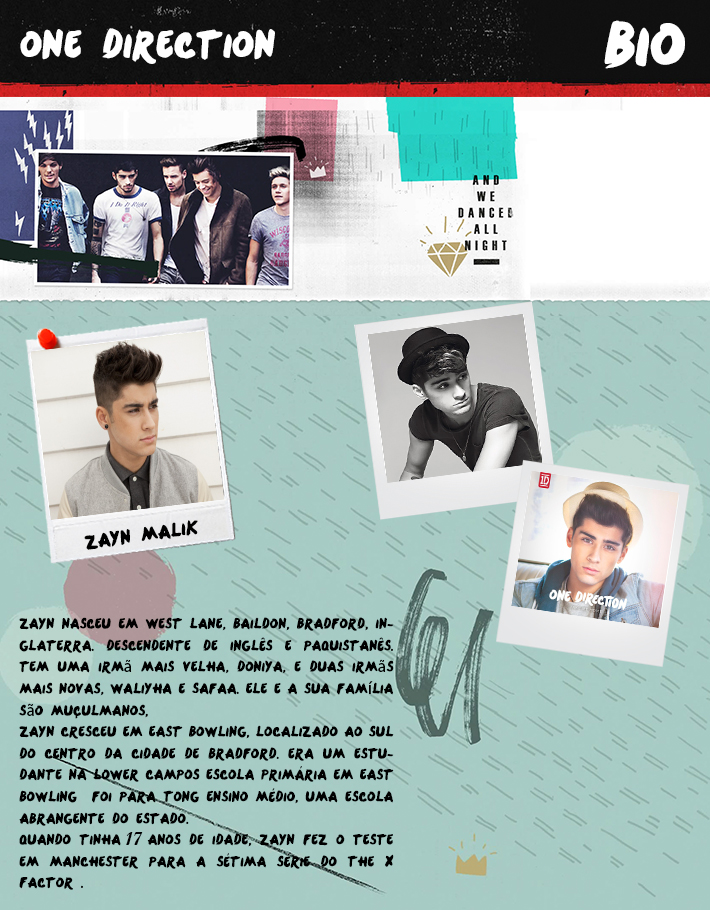 ONE DIRECTION
BIO
AND
WE
DANCED
ALL
NIGHT
ZAYN MALIK
1D
ONE DIRECTION
ZAYN NASCEU EM WEST LANE, BAILDON, BRADFORD, IN-
GLATERRA. DESCENDENTE DE INGLÊS E PAQUISTANÊS.
TEM UMA IRMã MAIS VELHA, DONIYA, E DUAS IRMãS
MAIS NOVAS, WALIYHA E SAFAA. ELE E A SUA FAMÍLIA
SãO MUÇULMANOS,
ZAYN CRESCEU EM EAST BOWLING, LOCALIZADO AO SUL
DO CENTRO DA CIDADE DE BRADFORD. ERA UM ESTU-
DANTE NA LOWER CAMPOS ESCOLA PRIMÁRIA EM EAST
BOWLING FOI PARA TONG ENSINO MÉDIO, UMA ESCOLA
ABRANGENTE DO ESTADO.
QUANDO TINHA 17 ANOS DE IDADE, ZAYN FEZ O TESTE
EM MANCHESTER PARA A SÉTIMA SÉRIE DO THE X
FACTOR .